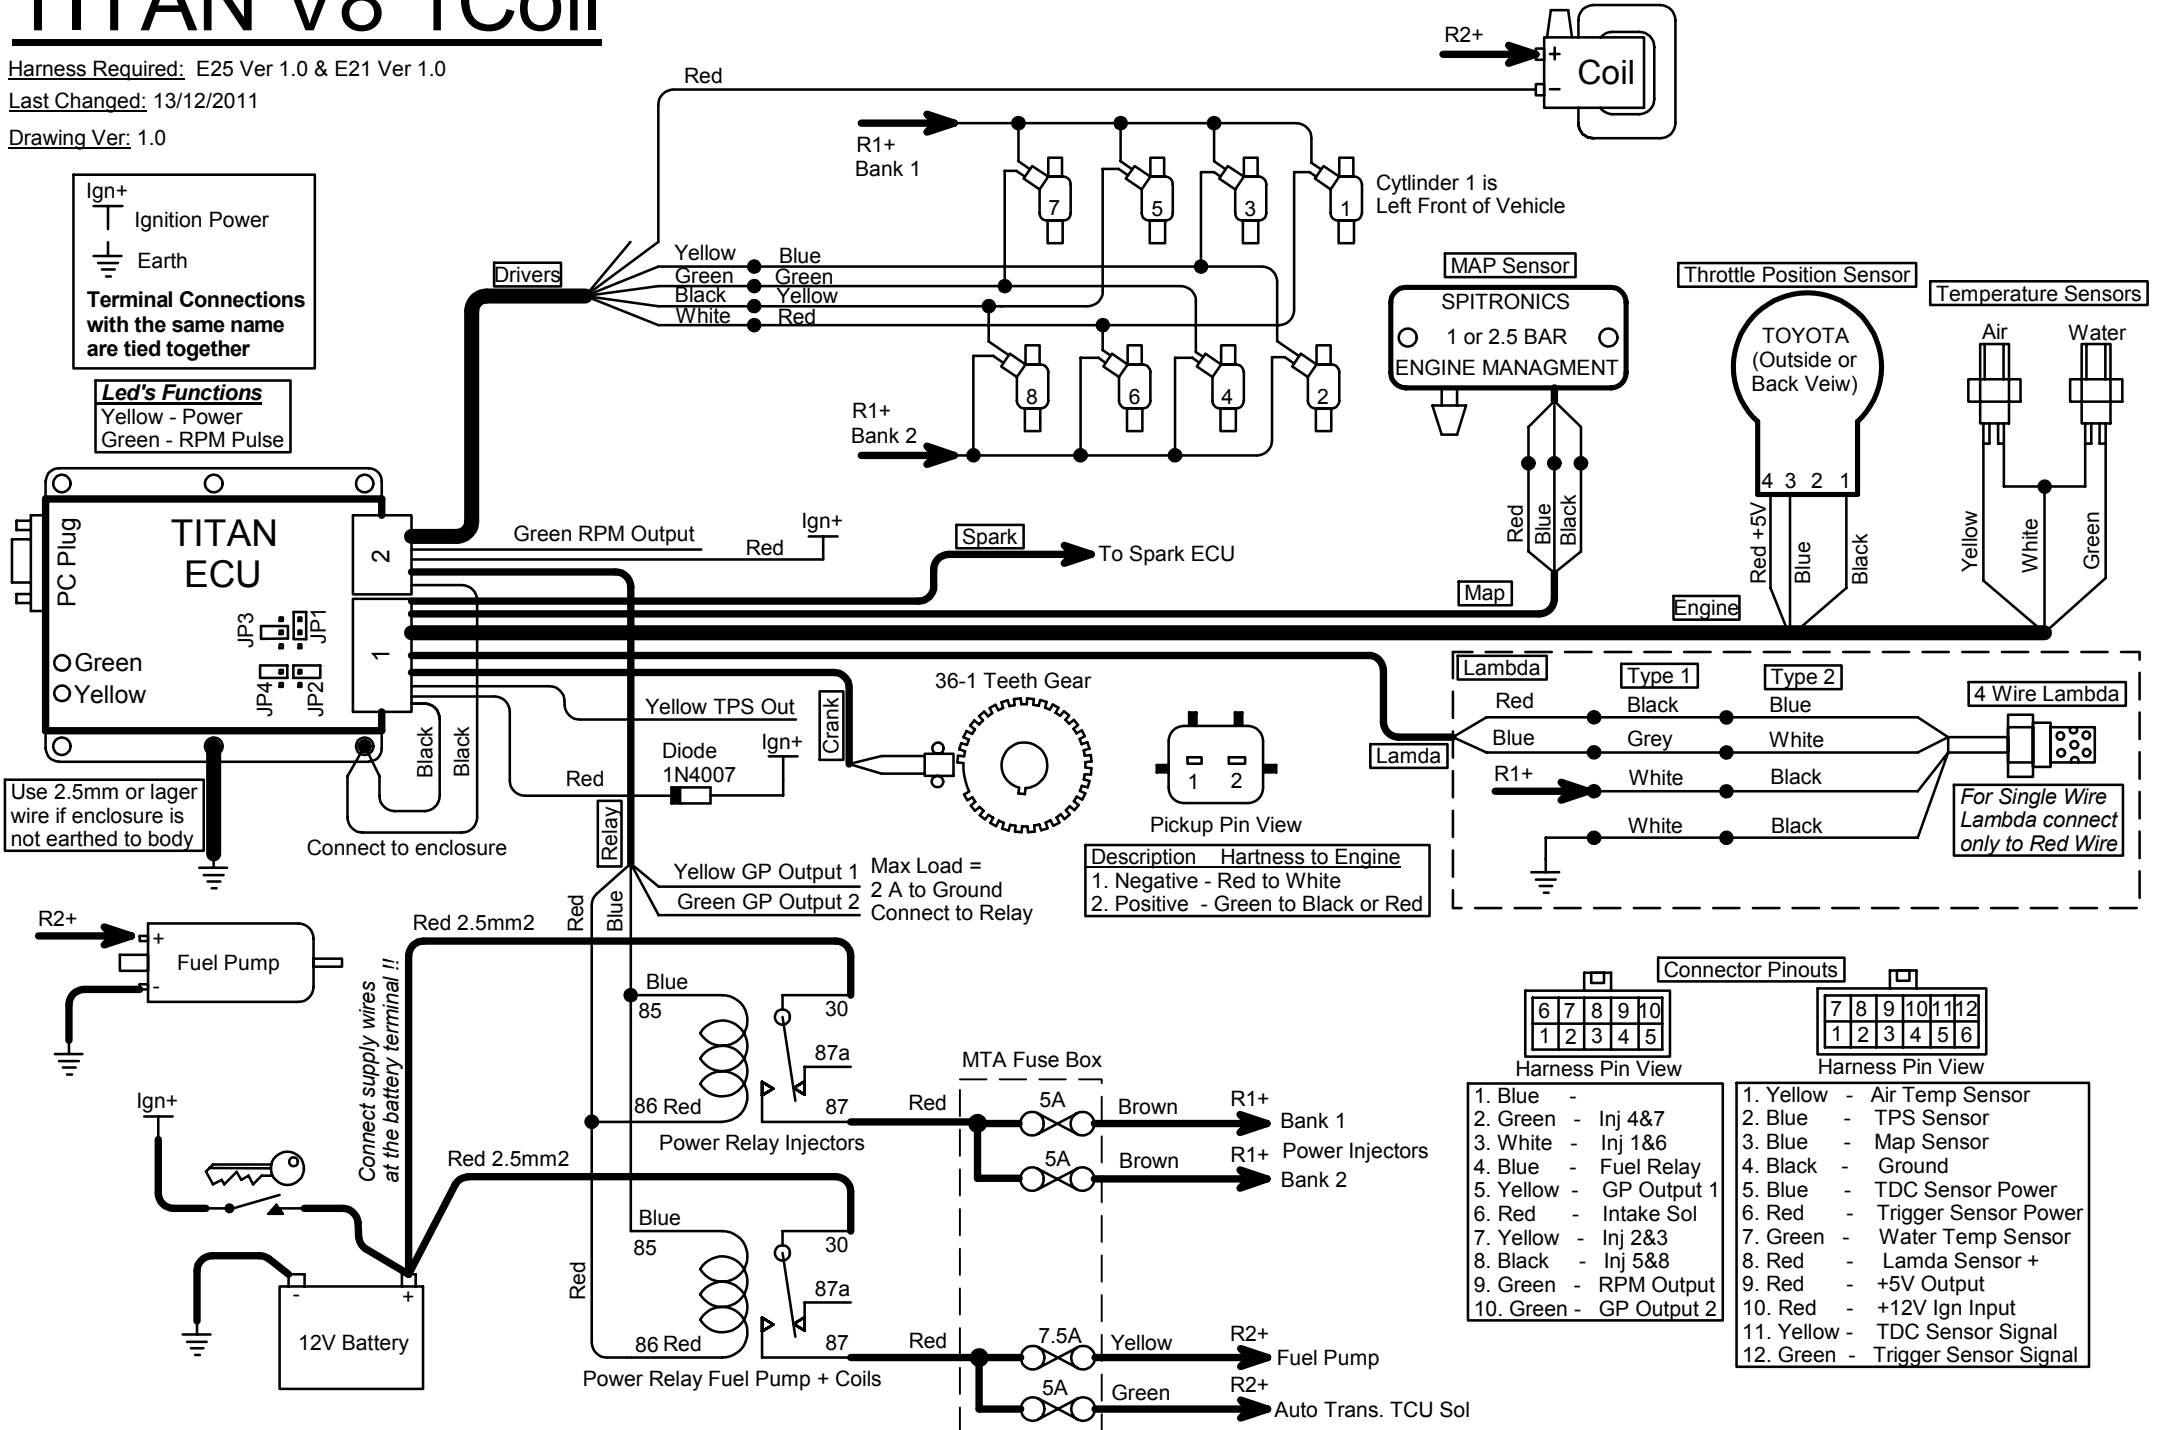 TITAN V8 1Coil
Harness Required: E25 Ver 1.0 & E21 Ver 1.0
Last Changed: 13/12/2011
Drawing Ver: 1.0
Ign+
Ignition Power
Earth
Terminal Connections
with the same name
are tied together
Led's Functions
Yellow - Power
Green - RPM Pulse
Red
R2+
+
-
Coil
R1+
Bank 1
7
5
3
1
Cytlinder 1 is
Left Front of Vehicle
Drivers
Yellow Blue
Green Green
Black Yellow
White Red
8
6
4
2
R1+
Bank 2
MAP Sensor
SPITRONICS
1 or 2.5 BAR
ENGINE MANAGMENT
Red
Blue
Black
Throttle Position Sensor
TOYOTA
(Outside or
Back Veiw)
4 3 2 1
Red +5V
Blue
Black
Temperature Sensors
Air
Water
Yellow
White
Green
PC Plug
TITAN
ECU
2
1
JP3
JP1
JP4
JP2
Green
Yellow
Green RPM Output
Red
Ign+
Spark
To Spark ECU
Map
Engine
Black
Black
Use 2.5mm or lager
wire if enclosure is
not earthed to body
Connect to enclosure
Yellow TPS Out
Red
Diode
1N4007
Ign+
Crank
36-1 Teeth Gear
1 2
Pickup Pin View
Description Hartness to Engine
1. Negative - Red to White
2. Positive - Green to Black or Red
Lamda
Lambda
Type 1
Type 2
4 Wire Lambda
Red Black Blue
Blue Grey White
R1+ White Black
White Black
For Single Wire
Lambda connect
only to Red Wire
Relay
Yellow GP Output 1
Green GP Output 2
Max Load =
2 A to Ground
Connect to Relay
Red
Blue
R2+
+
-
Fuel Pump
Red 2.5mm2
Connect supply wires
at the battery terminal !!
Blue
85
30
87a
86 Red
87
Power Relay Injectors
Red
MTA Fuse Box
5A
Brown
R1+
Bank 1
Power Injectors
5A
Brown
R1+
Bank 2
Ign+
Red 2.5mm2
- +
12V Battery
Red
Blue
85
30
87a
86 Red
87
Power Relay Fuel Pump + Coils
Red
7.5A
Yellow
R2+
Fuel Pump
5A
Green
R2+
Auto Trans. TCU Sol
Connector Pinouts
6 7 8 9 10
1 2 3 4 5
Harness Pin View
1. Blue -
2. Green - Inj 4&7
3. White - Inj 1&6
4. Blue - Fuel Relay
5. Yellow - GP Output 1
6. Red - Intake Sol
7. Yellow - Inj 2&3
8. Black - Inj 5&8
9. Green - RPM Output
10. Green - GP Output 2
7 8 9 10 11 12
1 2 3 4 5 6
Harness Pin View
1. Yellow - Air Temp Sensor
2. Blue - TPS Sensor
3. Blue - Map Sensor
4. Black - Ground
5. Blue - TDC Sensor Power
6. Red - Trigger Sensor Power
7. Green - Water Temp Sensor
8. Red - Lamda Sensor +
9. Red - +5V Output
10. Red - +12V Ign Input
11. Yellow - TDC Sensor Signal
12. Green - Trigger Sensor Signal